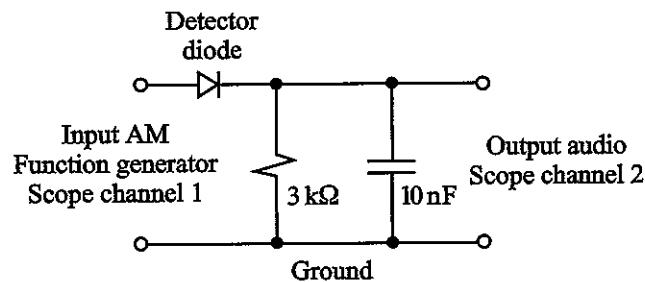 Detector
diode
Input AM
Function generator
Scope channel 1
3 kΩ
10 nF
Output audio
Scope channel 2
Ground